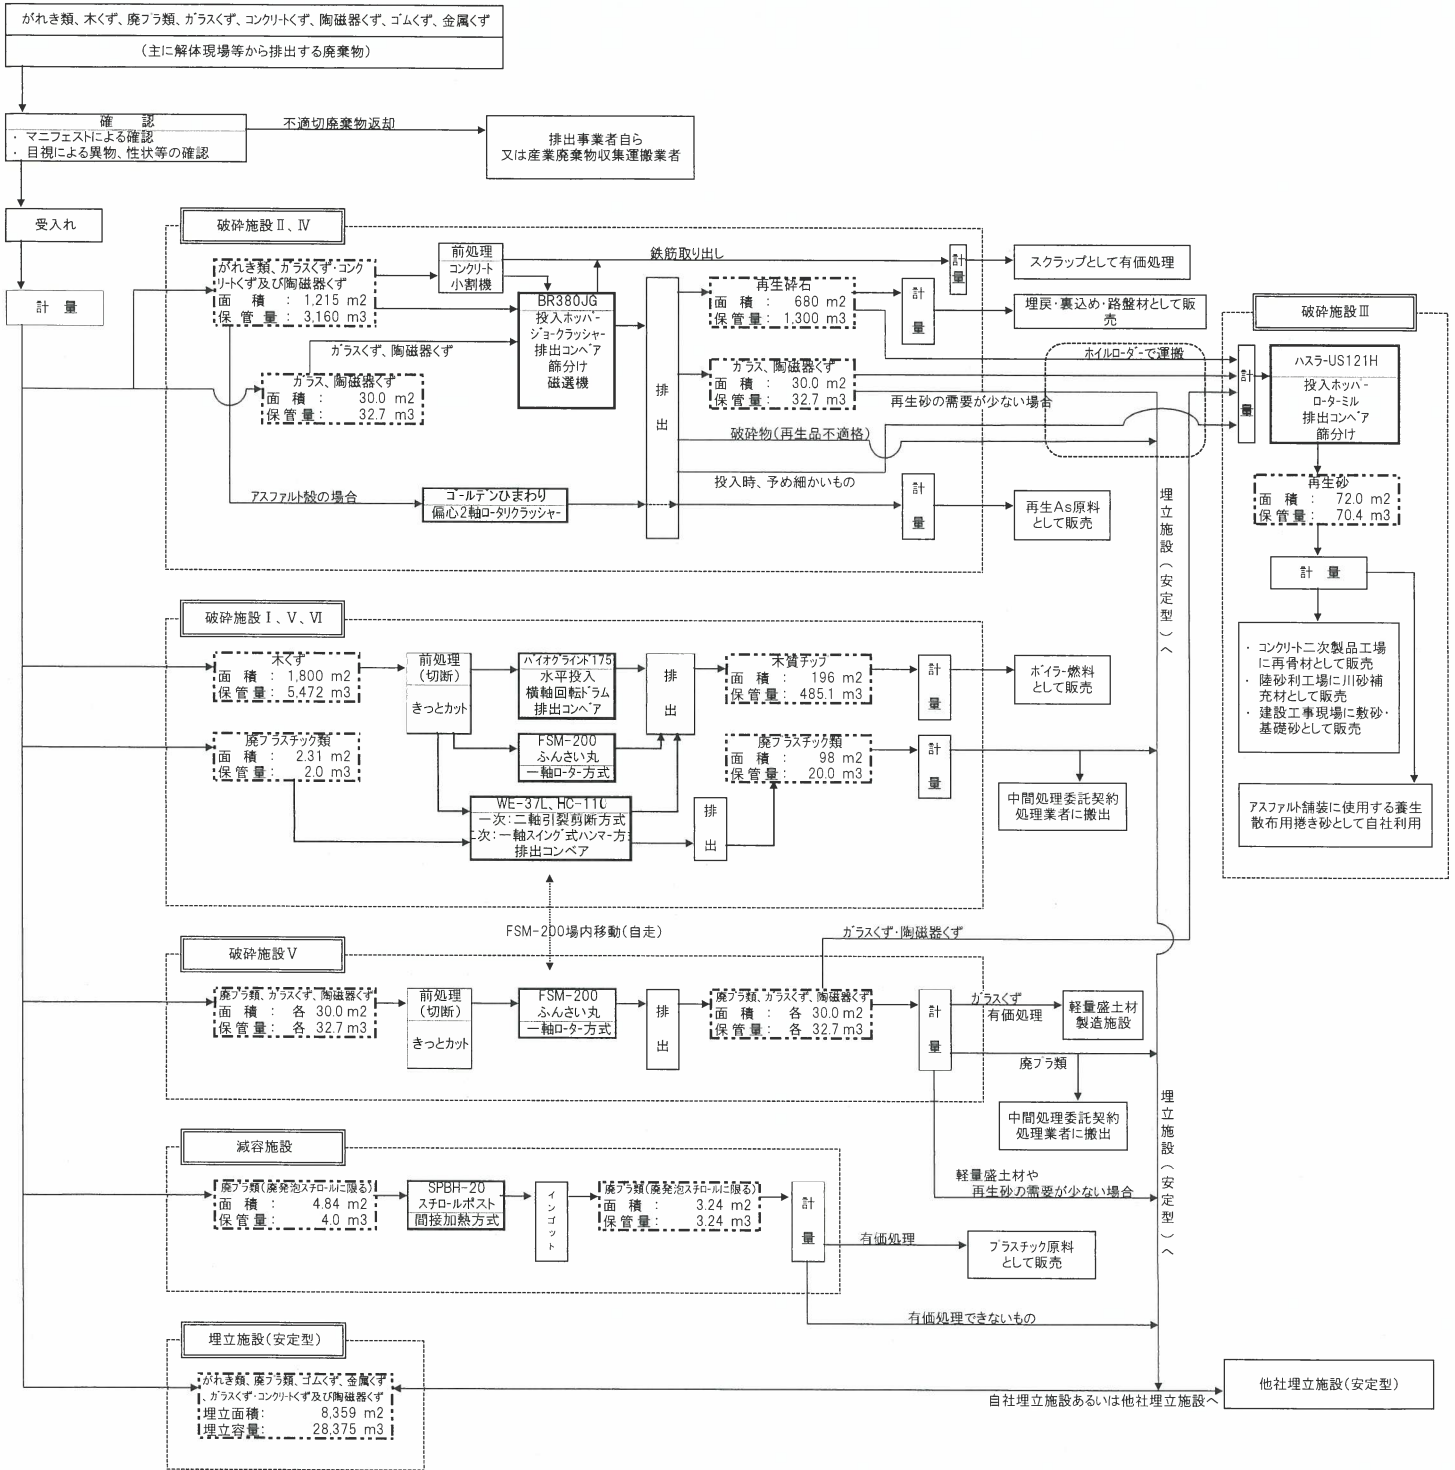 がれき類、木くず、廃プラ類、ガラスくず、コンクリートくず、陶磁器くず、ゴムくず、金属くず
(主に解体現場等から排出する廃棄物)
確　認
・ マニフェストによる確認
・ 目視による異物、性状等の確認
不適切廃棄物返却
排出事業者自ら
又は産業廃棄物収集運搬業者
受入れ
計 量
破砕施設Ⅱ、Ⅳ
がれき類、ガラスくず・コンク
リートくず及び陶磁器くず
面 積 : 1,215 m2
保 管 量 : 3,160 m3
前処理
コンクリート
小割機
鉄筋取り出し
計量
スクラップとして有価処理
BR380JG
投入ホッパー
ジョークラッシャー
排出コンベア
篩分け
磁選機
ガラスくず、陶磁器くず
ガラス、陶磁器くず
面 積 : 30.0 m2
保管量: 32.7 m3
排出
再生砕石
面 積 : 680 m2
保管量: 1,300 m3
計量
埋戻・裏込め・路盤材として販
売
ガラス、陶磁器くず
面 積 : 30.0 m2
保管量: 32.7 m3
再生砂の需要が少ない場合
ホイルローダーで運搬
破砕物(再生品不適格)
投入時、予め細かいもの
アスファルト殻の場合
ゴールデンひまわり
偏心2軸ロータリクラッシャー
計量
再生As原料
として販売
埋立施設(安定型)へ
破砕施設Ⅲ
計量
ハスラーUS121H
投入ホッパー
ローターミル
排出コンベア
篩分け
再生砂
面 積 : 72.0 m2
保管量: 70.4 m3
計 量
・ コンクリート二次製品工場
に再骨材として販売
・ 陸砂利工場に川砂補
充材として販売
・ 建設工事現場に敷砂・
基礎砂として販売
アスファルト舗装に使用する養生
散布用捲き砂として自社利用
破砕施設Ⅰ、Ⅴ、Ⅵ
木くず
面 積 : 1,800 m2
保管量: 5,472 m3
前処理
(切断)
きっとカット
バイオグラインド175
水平投入
横軸回転ドラム
排出コンベア
排出
木質チップ
面 積 : 196 m2
保管量: 485.1 m3
計量
ボイラー燃料
として販売
廃プラスチック類
面 積 : 2.31 m2
保管量: 2.0 m3
FSM-200
ふんさい丸
一軸ローター方式
廃プラスチック類
面 積 : 98 m2
保管量: 20.0 m3
計量
中間処理委託契約
処理業者に搬出
WE-37L、HC-110
一次：二軸引裂剪断方式
二次：一軸スイング式ハンマー方
排出コンベア
排出
FSM-200場内移動(自走)
破砕施設Ⅴ
廃プラ類、ガラスくず、陶磁器くず
面 積 : 各 30.0 m2
保管量: 各 32.7 m3
前処理
(切断)
きっとカット
FSM-200
ふんさい丸
一軸ローター方式
排出
ガラスくず・陶磁器くず
廃プラ類、ガラスくず、陶磁器くず
面 積 : 各 30.0 m2
保管量: 各 32.7 m3
計量
ガラスくず
有価処理
軽量盛土材
製造施設
廃プラ類
中間処理委託契約
処理業者に搬出
軽量盛土材や
再生砂の需要が少ない場合
埋立施設(安定型)へ
減容施設
廃プラ類(廃発泡スチロールに限る)
面 積 : 4.84 m2
保管量: 4.0 m3
SPBH-20
スチロールポスト
間接加熱方式
インゴット
廃プラ類(廃発泡スチロールに限る)
面 積 : 3.24 m2
保管量: 3.24 m3
計量
有価処理
プラスチック原料
として販売
有価処理できないもの
埋立施設(安定型)
がれき類、廃プラ類、ゴムくず、金属くず
、ガラスくず・コンクリートくず及び陶磁器くず
埋立面積: 8,359 m2
埋立容量: 28,375 m3
自社埋立施設あるいは他社埋立施設へ
他社埋立施設(安定型)